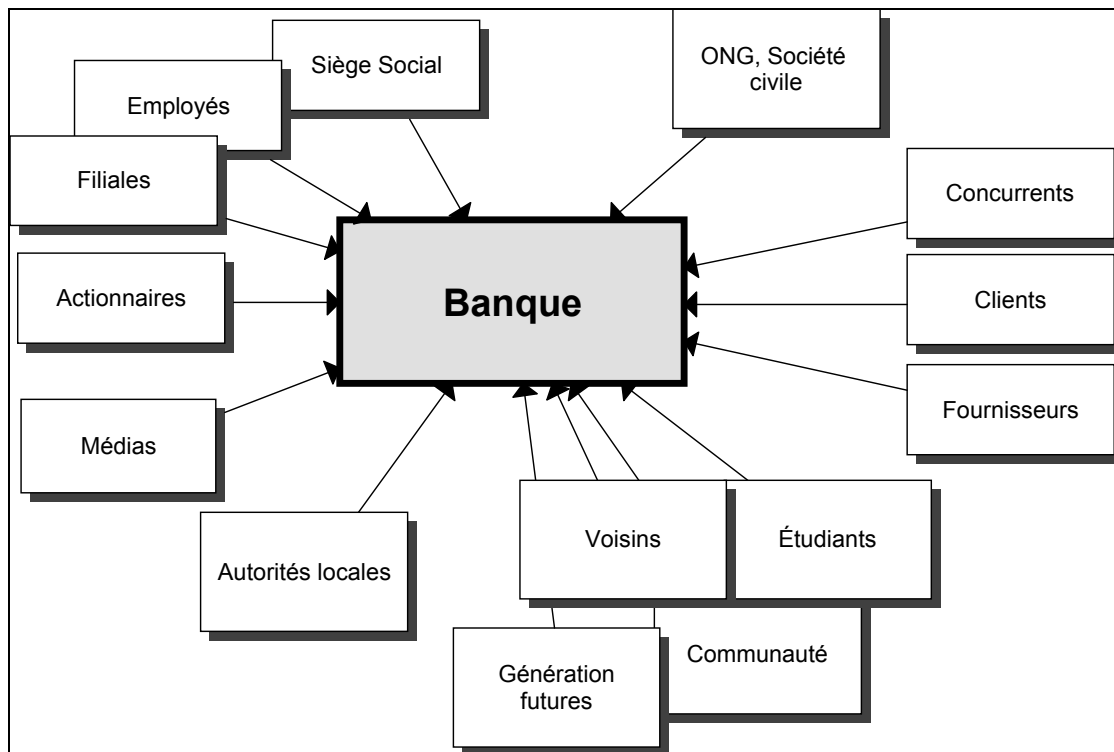 Siège Social
ONG, Société
civile
Employés
Filiales
Concurrents
Actionnaires
Banque
Clients
Fournisseurs
Médias
Voisins
Étudiants
Autorités locales
Communauté
Génération
futures